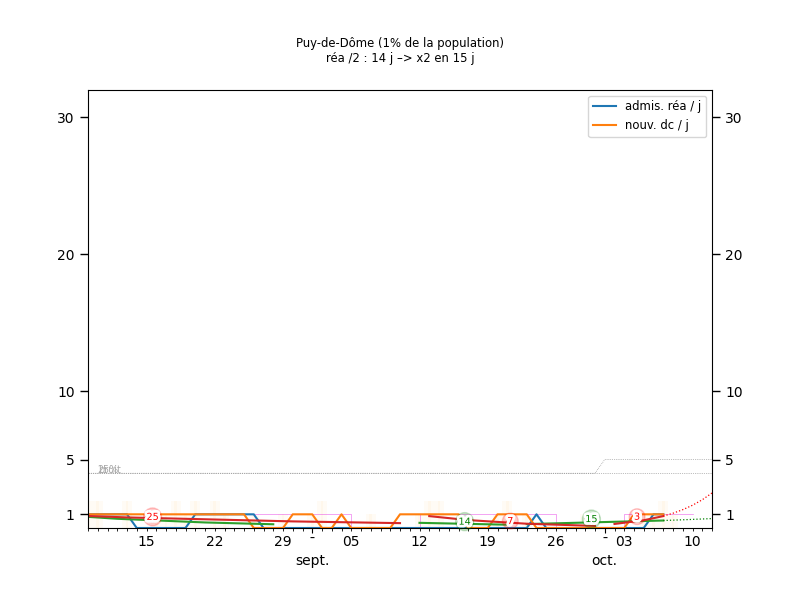 Puy-de-Dôme (1% de la population)
réa /2 : 14 j –> x2 en 15 j
admis. réa / j
nouv. dc / j
30 30
20 20
10 10
5 5
1 1
25 14 7 15 3
15 22 29 - 05 12 19 26 - 03 10
sept. oct.